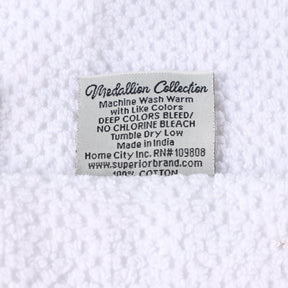 Medallion Collection
Machine Wash Warm
with Like Colors
DEEP COLORS BLEED/
NO CHLORINE BLEACH
Tumble Dry Low
Made in India
Home City Inc. RN# 109808
www.superiorbrand.com
100% COTTON